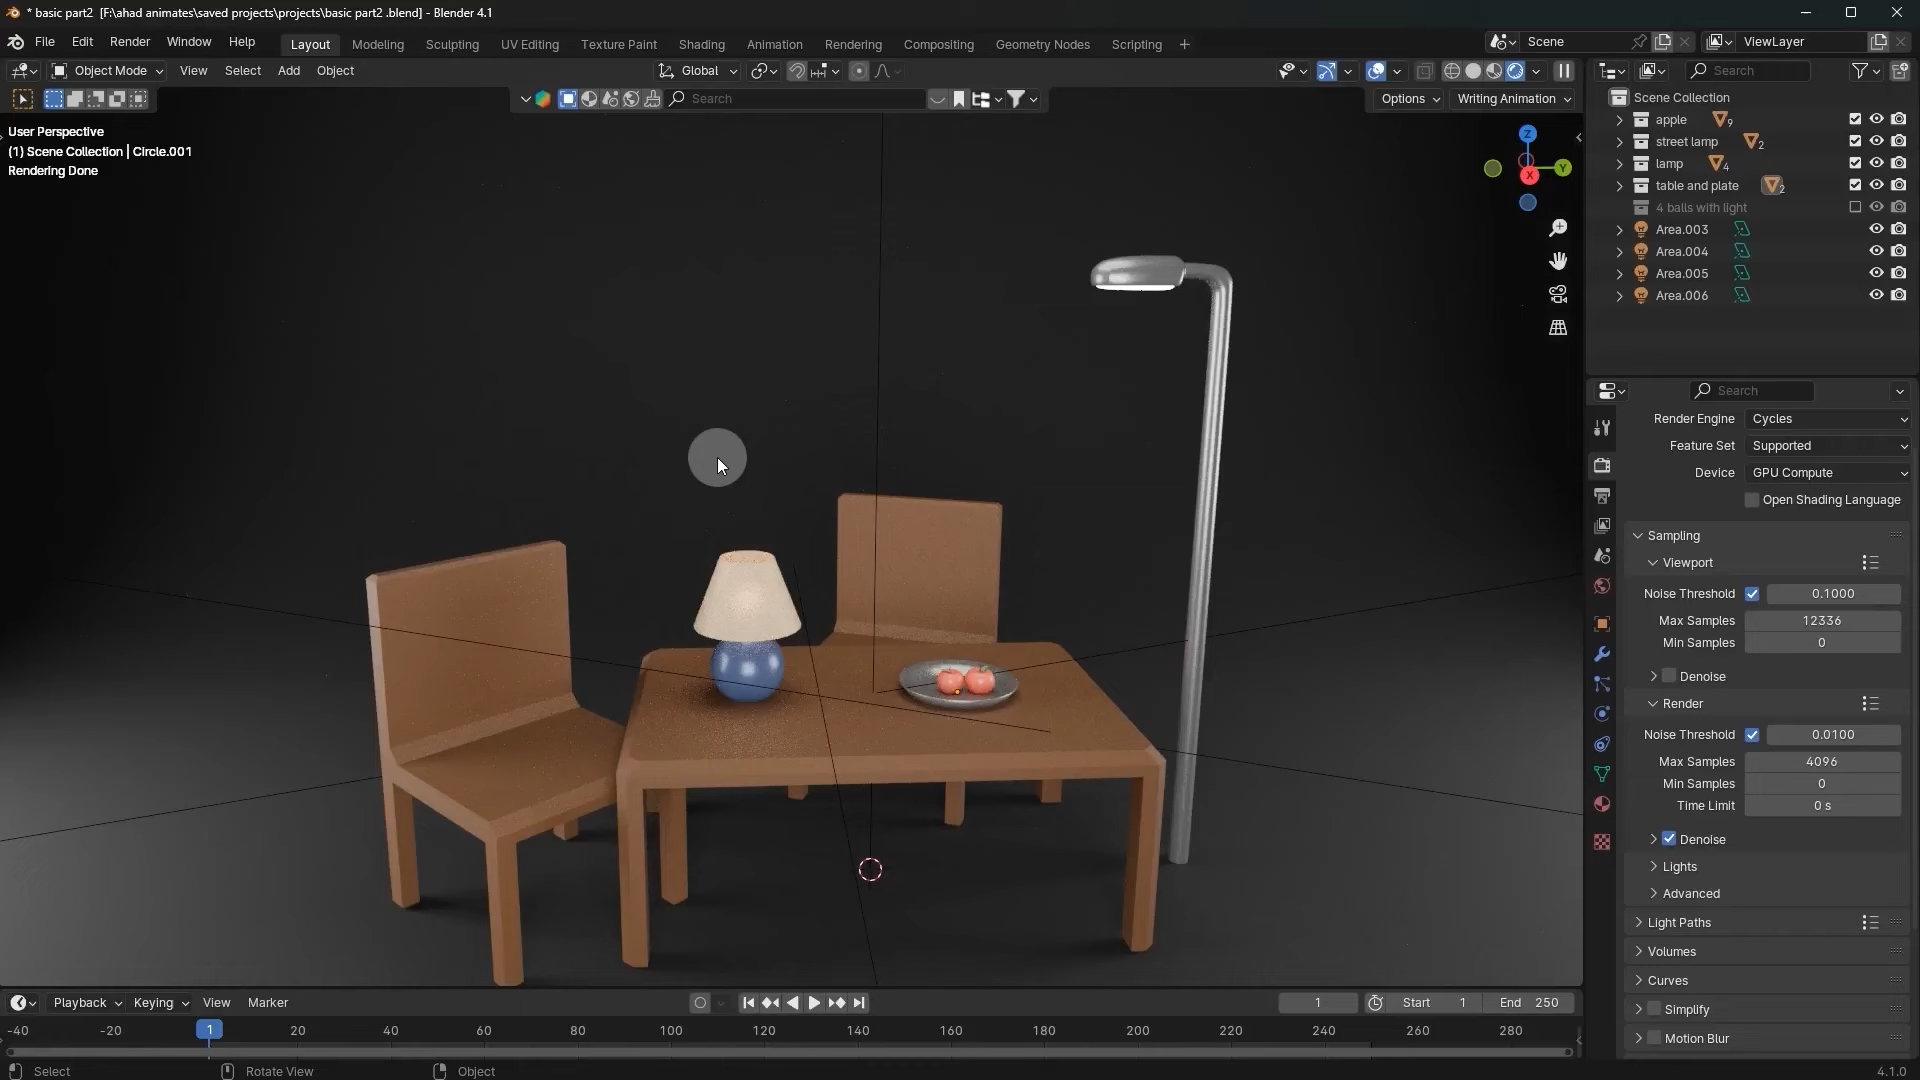 * basic part2  [F:\ahad animates\saved projects\projects\basic part2 .blend] - Blender 4.1
File Edit Render Window Help Layout Modeling Sculpting UV Editing Texture Paint Shading Animation Rendering Compositing Geometry Nodes Scripting + Scene ViewLayer
Object Mode View Select Add Object Global Search
Search Options Writing Animation
User Perspective
(1) Scene Collection | Circle.001
Rendering Done
Z
Y
X
Scene Collection
apple 9
street lamp 2
lamp 4
table and plate 2
4 balls with light
Area.003
Area.004
Area.005
Area.006
Search
Render Engine Cycles
Feature Set Supported
Device GPU Compute
Open Shading Language
Sampling
Viewport
Noise Threshold 0.1000
Max Samples 12336
Min Samples 0
Denoise
Render
Noise Threshold 0.0100
Max Samples 4096
Min Samples 0
Time Limit 0 s
Denoise
Lights
Advanced
Light Paths
Volumes
Curves
Simplify
Motion Blur
Playback Keying View Marker 1 Start 1 End 250
-40 -20 1 20 40 60 80 100 120 140 160 180 200 220 240 260 280
Select Rotate View Object 4.1.0